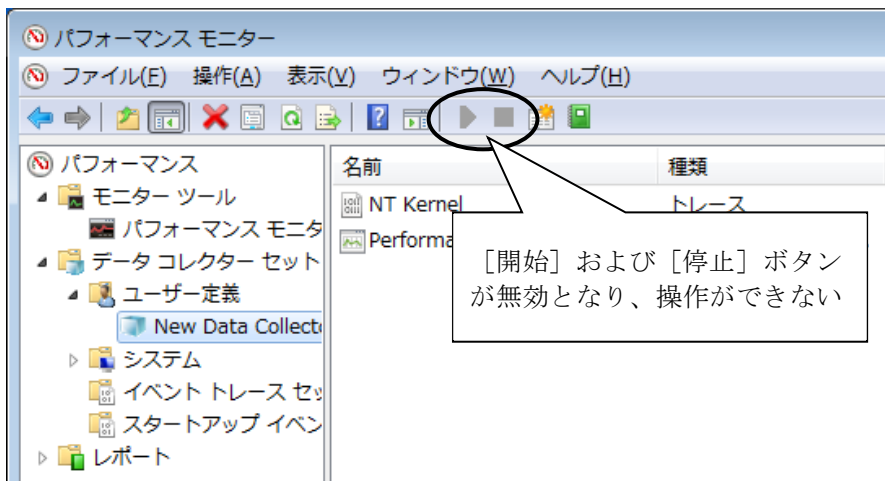 パフォーマンス モニター
ファイル(F) 操作(A) 表示(V) ウィンドウ(W) ヘルプ(H)
パフォーマンス
モニター ツール
パフォーマンス モニタ
データ コレクター セット
ユーザー定義
New Data Collecto
システム
イベント トレース セッ
スタートアップ イベン
レポート
名前 種類
NT Kernel トレース
Performa
［開始］および［停止］ボタン
が無効となり、操作ができない